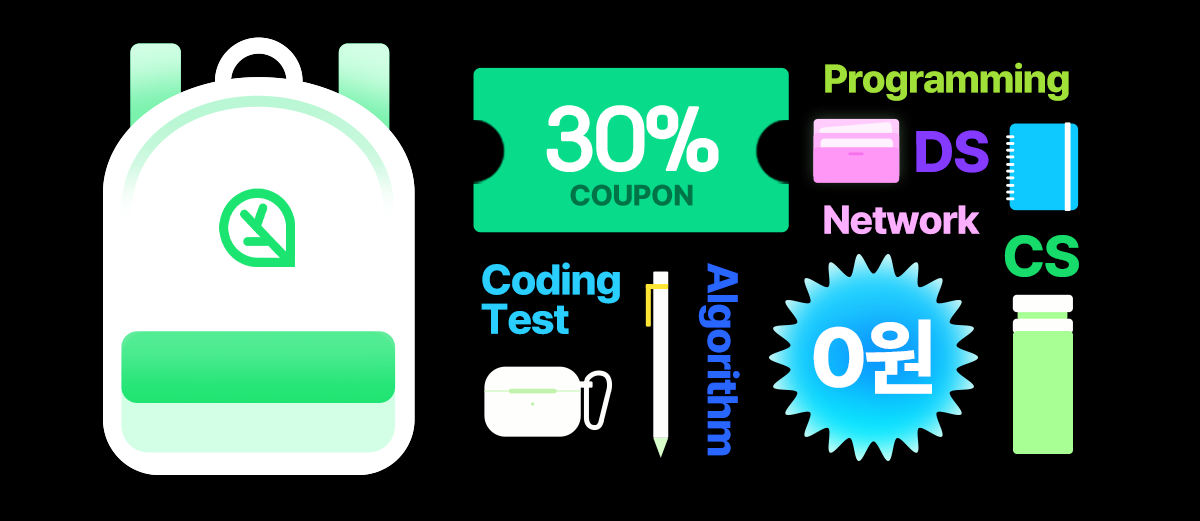 30%
COUPON
Programming
DS
Network
CS
Coding
Test
Algorithm
0원